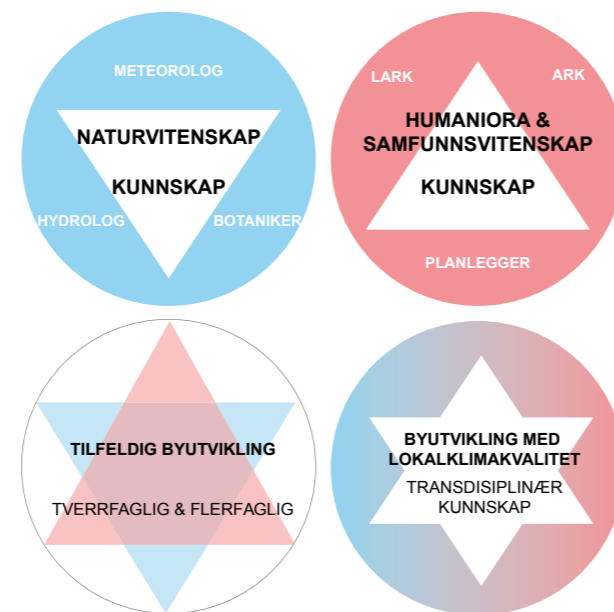 METEOROLOG
NATURVITENSKAP
KUNNSKAP
HYDROLOG
BOTANIKER
LARK
ARK
HUMANIORA &
SAMFUNNSVITENSKAP
KUNNSKAP
PLANLEGGER
TILFELDIG BYUTVIKLING
TVERRFAGLIG & FLERFAGLIG
BYUTVIKLING MED
LOKALKLIMAKVALITET
TRANSDISIPLINÆR
KUNNSKAP